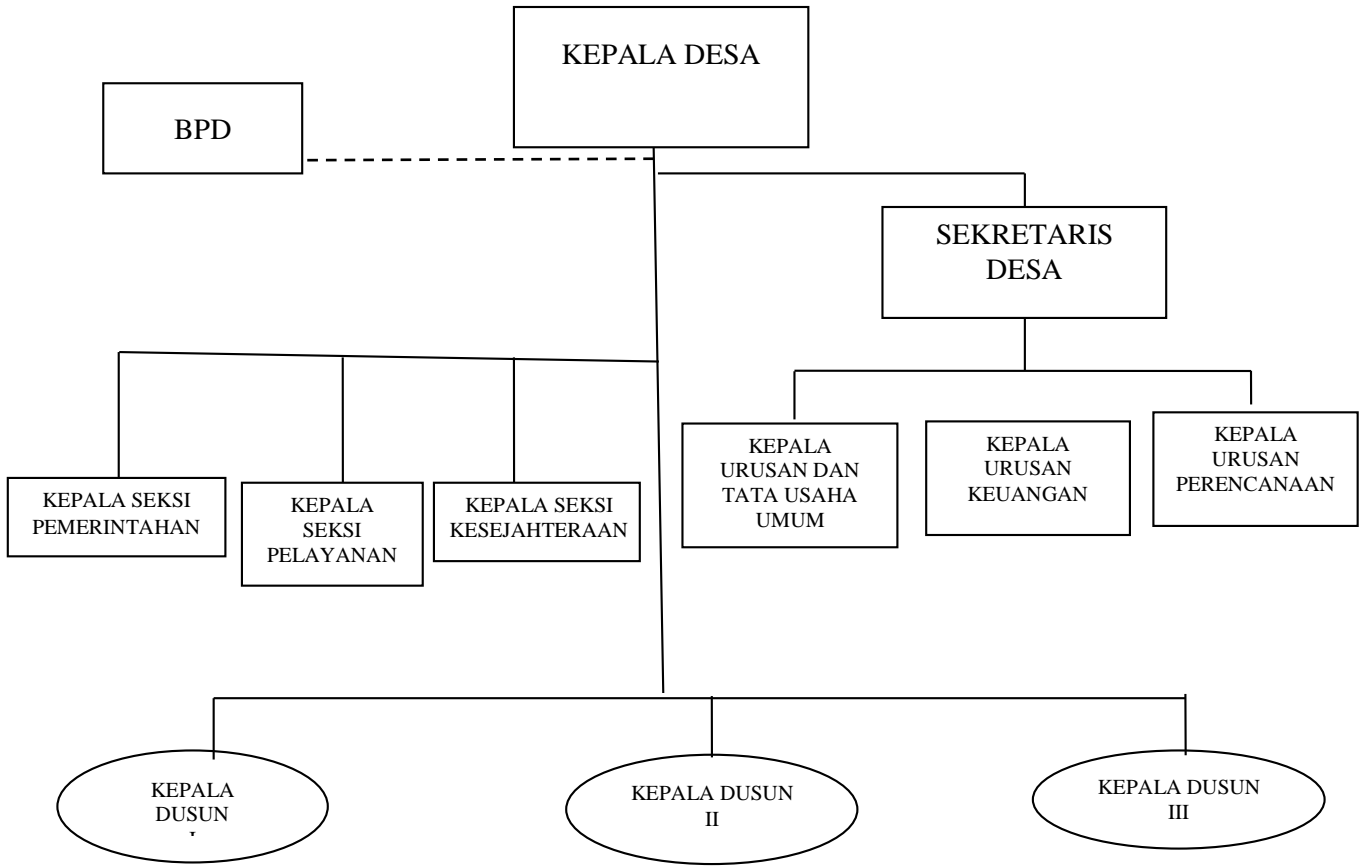 KEPALA DESA
BPD
SEKRETARIS
DESA
KEPALA SEKSI
PEMERINTAHAN
KEPALA
SEKSI
PELAYANAN
KEPALA SEKSI
KESEJAHTERAAN
KEPALA
URUSAN DAN
TATA USAHA
UMUM
KEPALA
URUSAN
KEUANGAN
KEPALA
URUSAN
PERENCANAAN
KEPALA
DUSUN
KEPALA DUSUN
II
KEPALA DUSUN
III